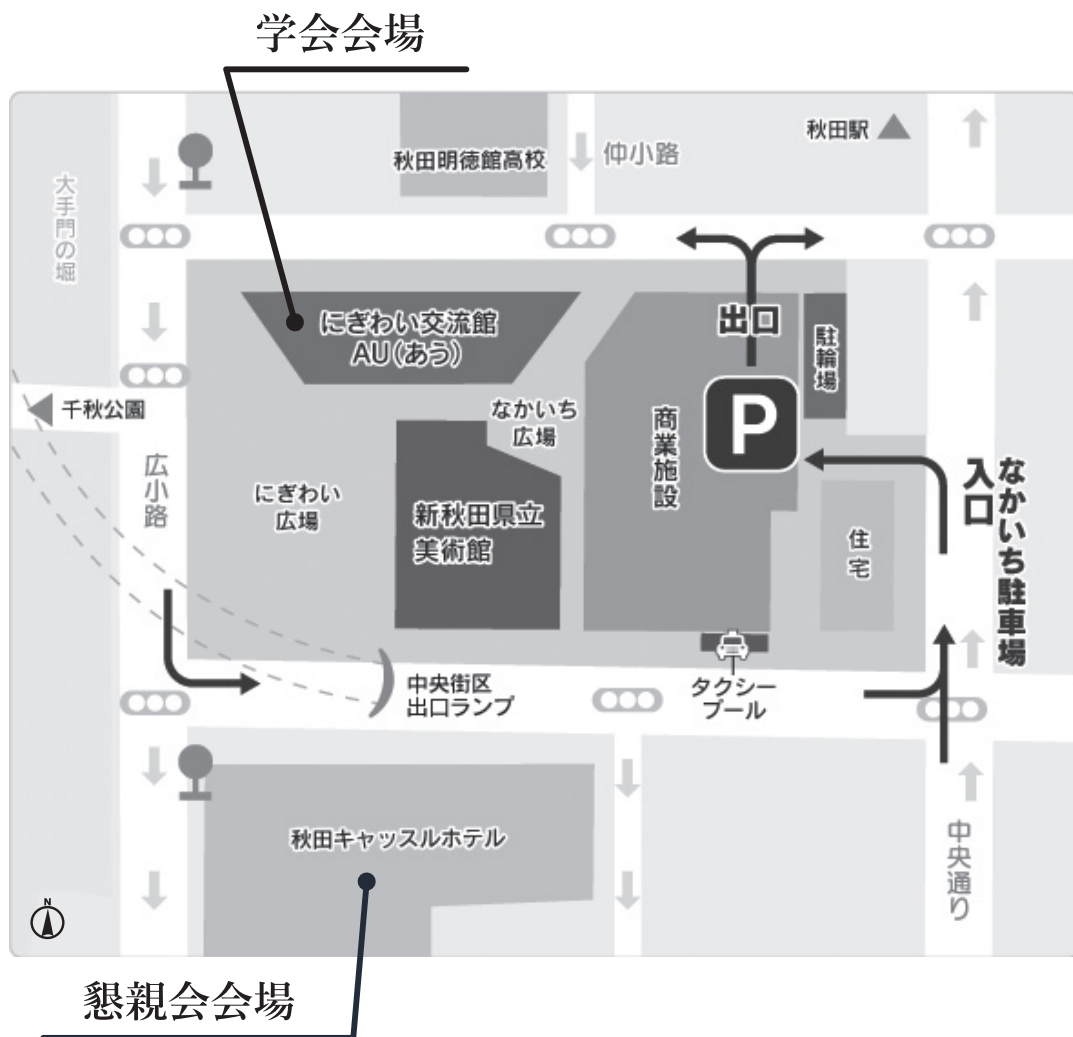 学会会場
秋田駅
秋田明徳館高校
仲小路
大手門の堀
出口
にぎわい交流館
AU(あう)
駐輪場
P
千秋公園
なかいち
広場
商業施設
広小路
にぎわい
広場
新秋田県立
美術館
住宅
なかいち駐車場
入口
中央街区
出口ランプ
タクシー
プール
秋田キャッスルホテル
中央通り
N
懇親会会場